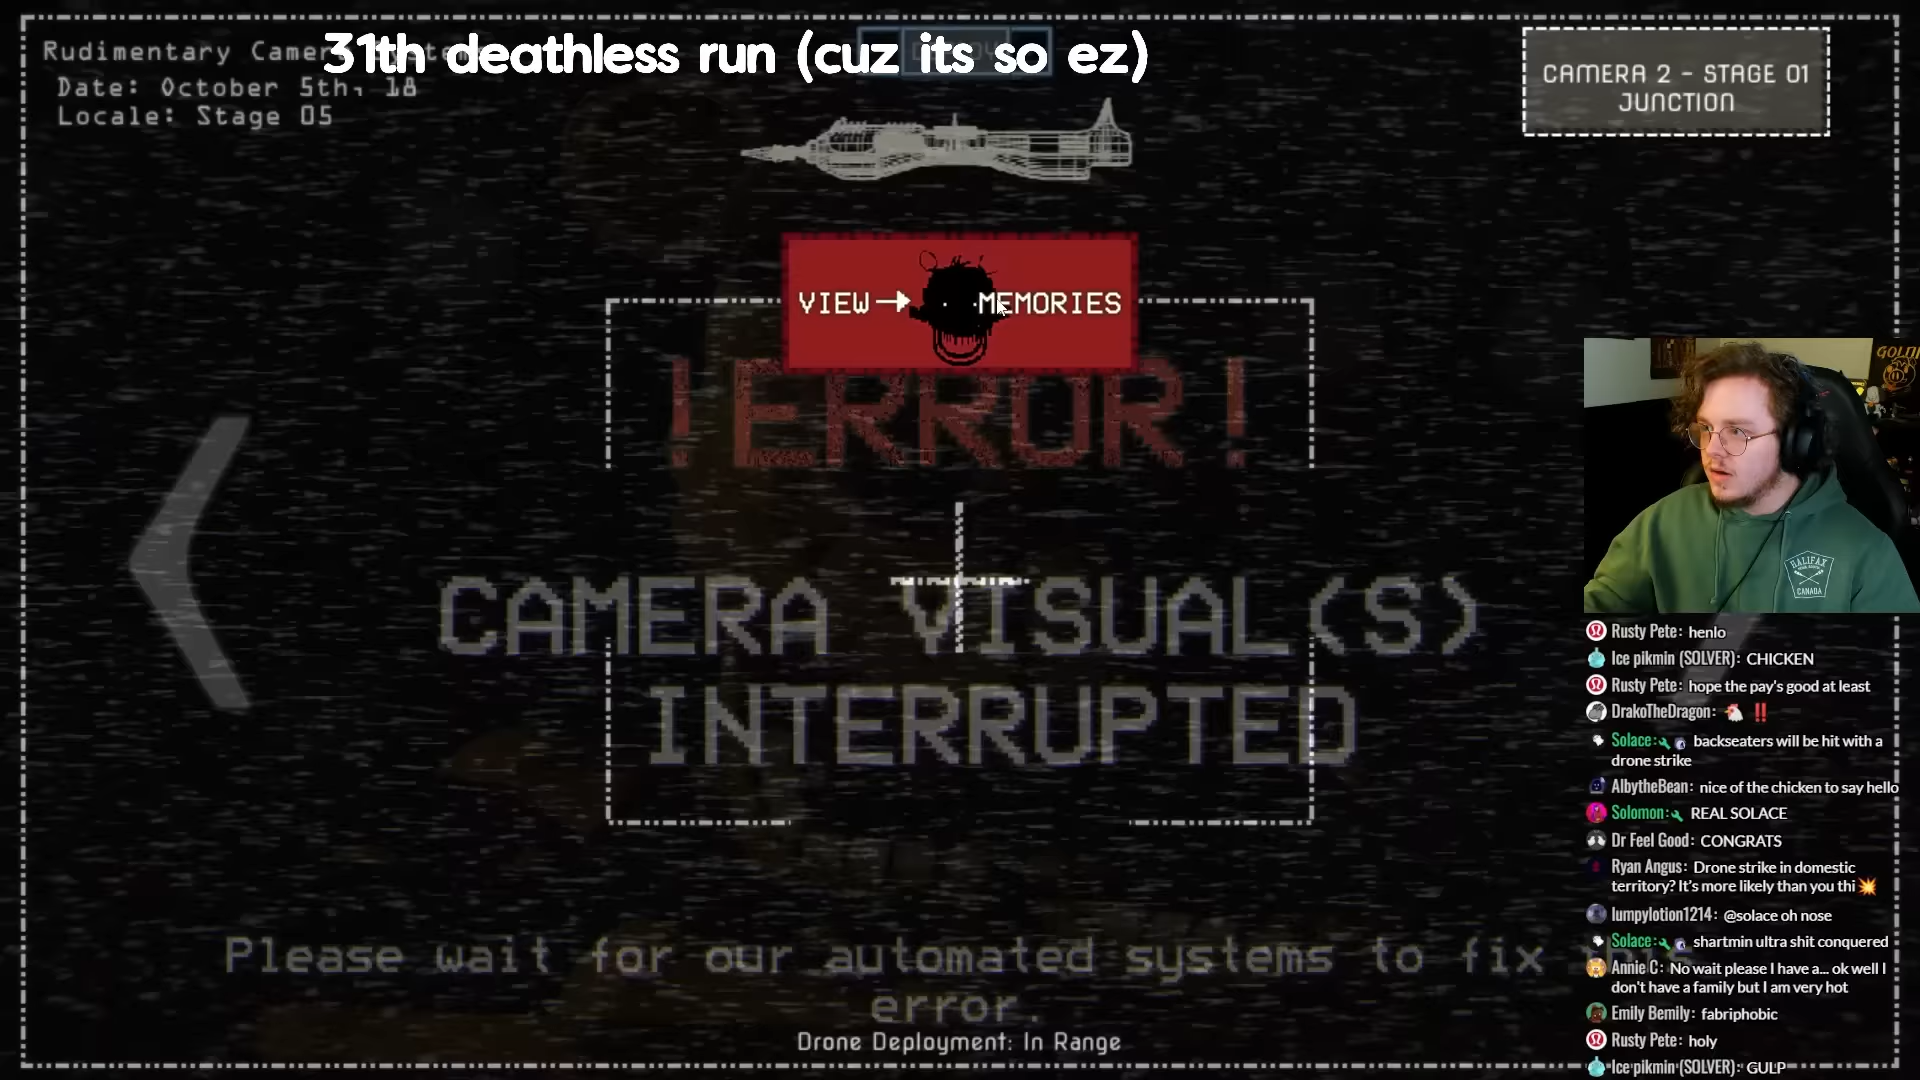 31th deathless run (cuz its so ez)
Rudimentary Camer
Date: October 5th, 18
Locale: Stage 05
CAMERA 2 - STAGE 01
JUNCTION
VIEW → MEMORIES
!ERROR!
CAMERA VISUAL(S)
INTERRUPTED
Please wait for our automated systems to fix this
error.
Drone Deployment: In Range
GOLD
HALIFAX
CANADA
Rusty Pete: henlo
Ice pikmin (SOLVER): CHICKEN
Rusty Pete: hope the pay's good at least
DrakoTheDragon: 🐔 ‼️
Solace: backseaters will be hit with a
drone strike
AlbytheBean: nice of the chicken to say hello
Solomon: REAL SOLACE
Dr Feel Good: CONGRATS
Ryan Angus: Drone strike in domestic
territory? It's more likely than you thi💥
lumpylotion1214: @solace oh nose
Solace: shartmin ultra shit conquered
Annie C: No wait please I have a... ok well I
don't have a family but I am very hot
Emily Bemily: fabriphobic
Rusty Pete: holy
Ice pikmin (SOLVER): GULP